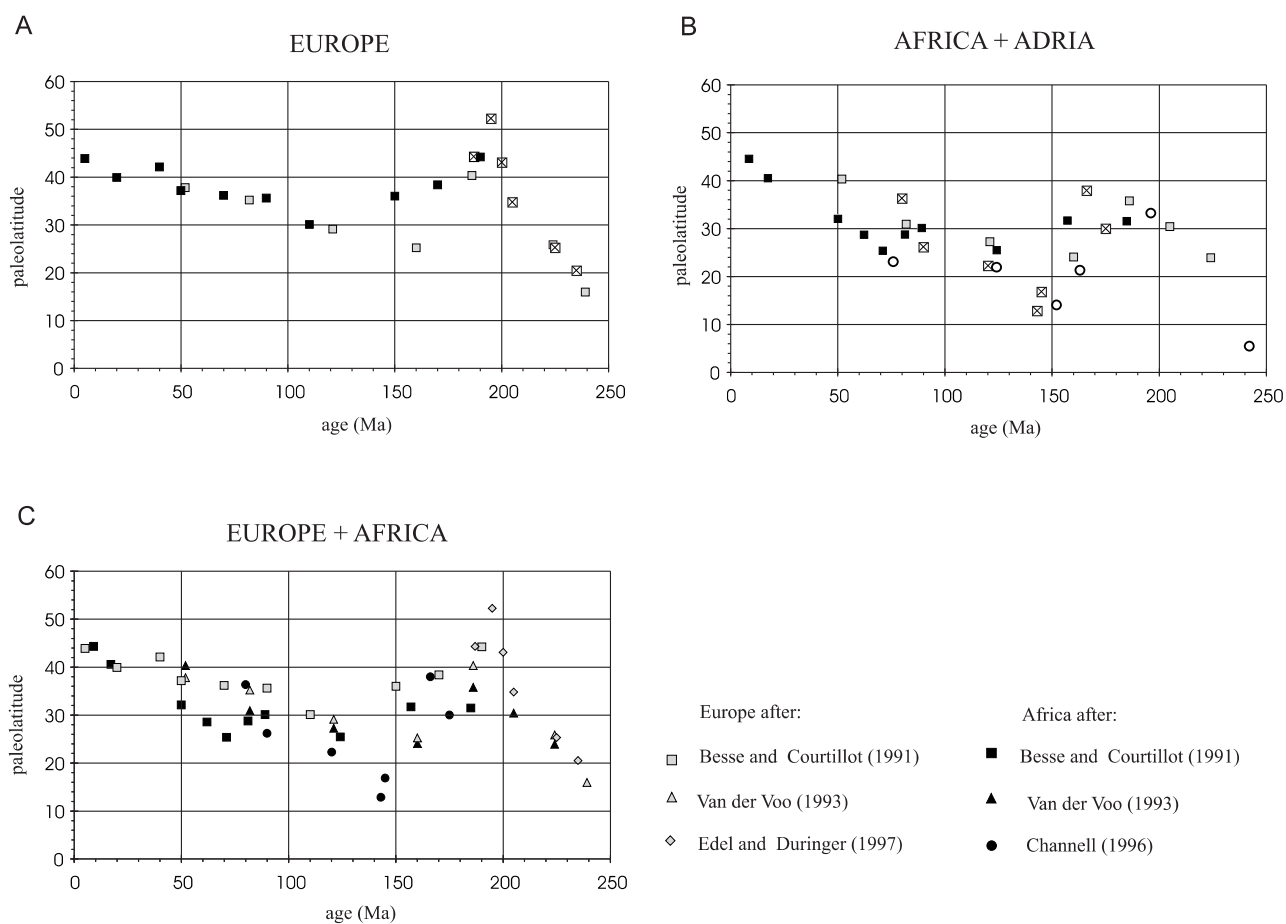 A
EUROPE
60
50
40
30
20
10
0
paleolatitude
0 50 100 150 200 250
age (Ma)
B
AFRICA + ADRIA
60
50
40
30
20
10
0
paleolatitude
0 50 100 150 200 250
age (Ma)
C
EUROPE + AFRICA
60
50
40
30
20
10
0
paleolatitude
0 50 100 150 200 250
age (Ma)
Europe after:
Besse and Courtillot (1991)
Van der Voo (1993)
Edel and Duringer (1997)
Africa after:
Besse and Courtillot (1991)
Van der Voo (1993)
Channell (1996)